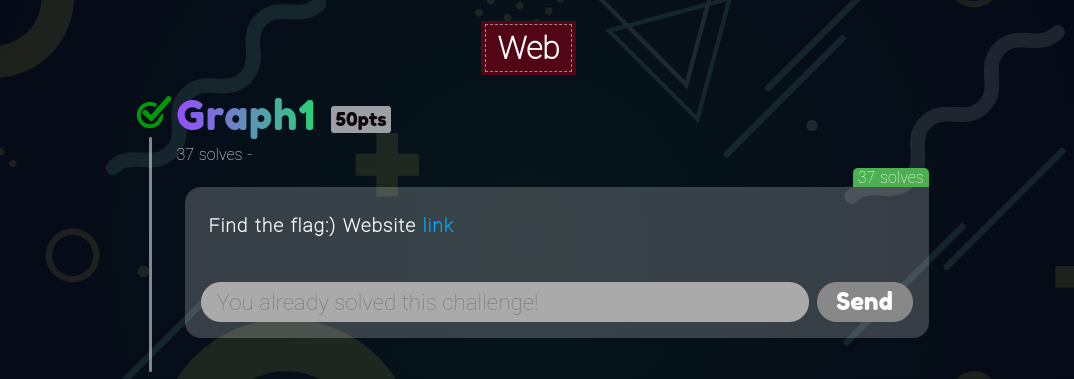 Web
Graph1 50pts
37 solves -
37 solves
Find the flag:) Website link
You already solved this challenge!
Send